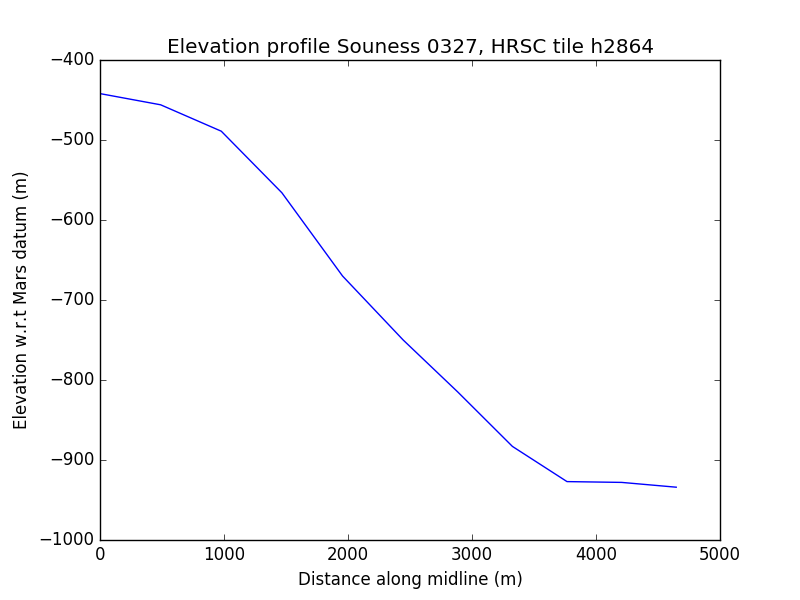 Elevation profile Souness 0327, HRSC tile h2864
−400
−500
−600
−700
−800
−900
−1000
Elevation w.r.t Mars datum (m)
0 1000 2000 3000 4000 5000
Distance along midline (m)